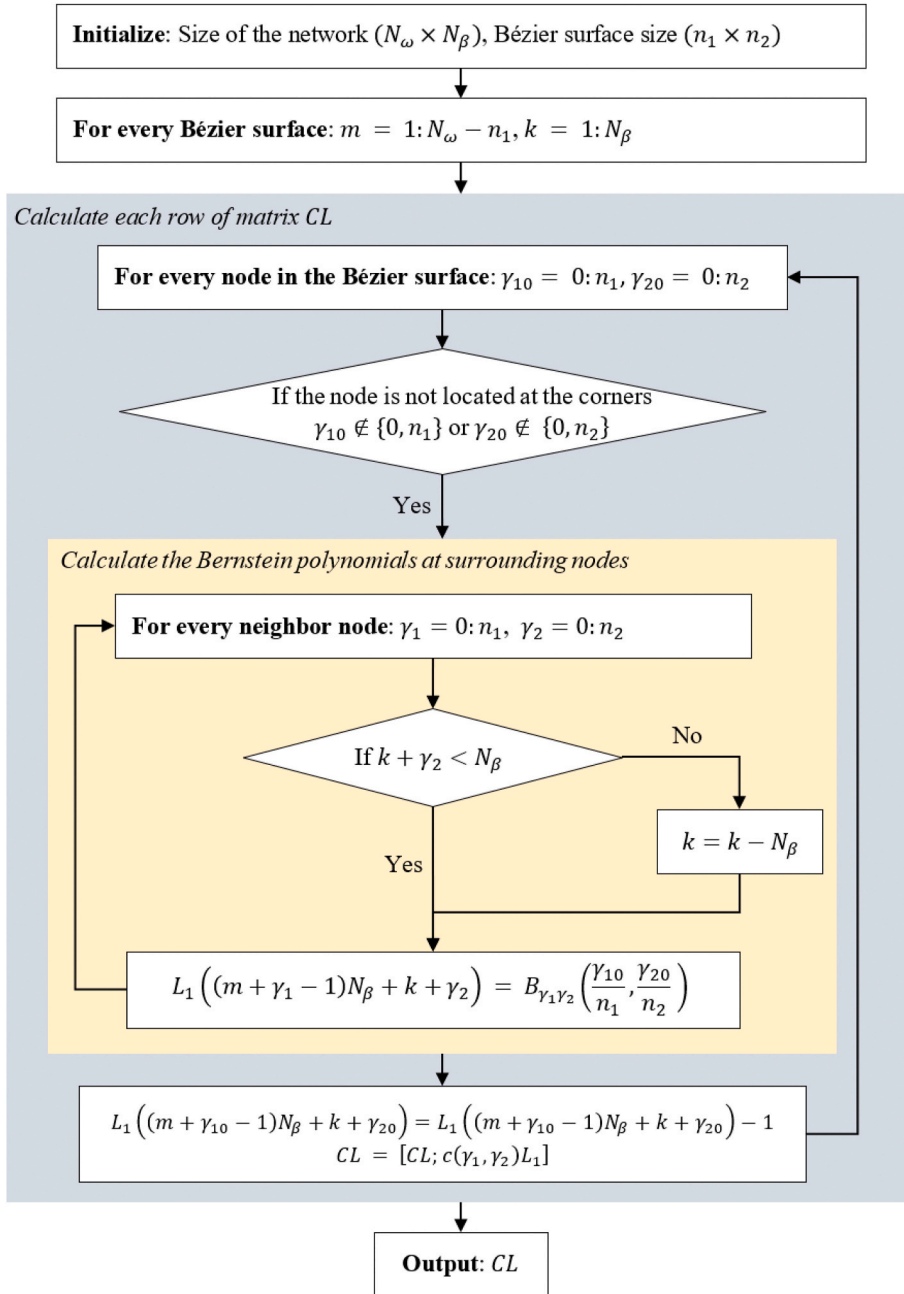 Initialize: Size of the network (N_ω × N_β), Bézier surface size (n_1 × n_2)
For every Bézier surface: m = 1: N_ω − n_1, k = 1: N_β
Calculate each row of matrix CL
For every node in the Bézier surface: γ_10 = 0: n_1, γ_20 = 0: n_2
If the node is not located at the corners
γ_10 ∉ {0, n_1} or γ_20 ∉ {0, n_2}
Yes
Calculate the Bernstein polynomials at surrounding nodes
For every neighbor node: γ_1 = 0: n_1, γ_2 = 0: n_2
If k + γ_2 < N_β
No
k = k − N_β
Yes
L_1((m + γ_1 − 1)N_β + k + γ_2) = B_{γ_1γ_2}(γ_10/n_1, γ_20/n_2)
L_1((m + γ_10 − 1)N_β + k + γ_20) = L_1((m + γ_10 − 1)N_β + k + γ_20) − 1
CL = [CL; c(γ_1, γ_2)L_1]
Output: CL